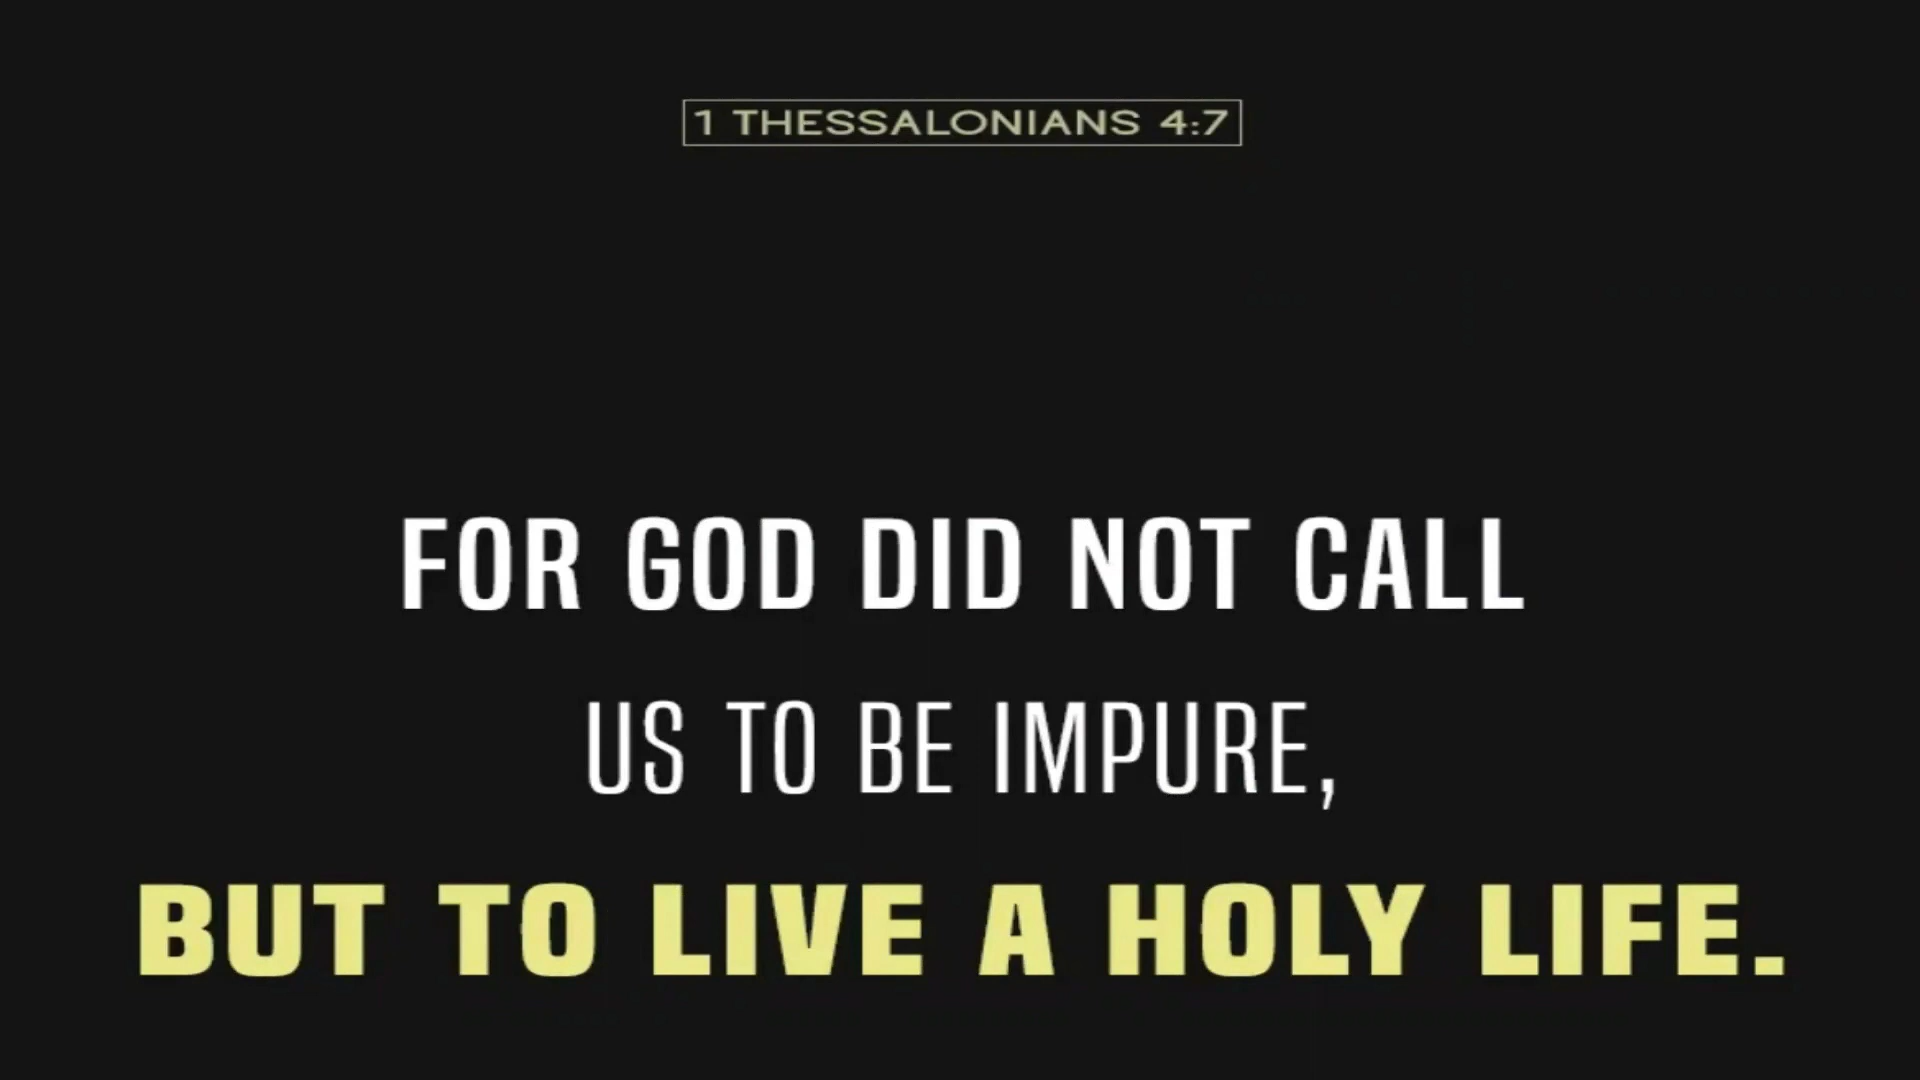 1 THESSALONIANS 4:7
FOR GOD DID NOT CALL
US TO BE IMPURE,
BUT TO LIVE A HOLY LIFE.